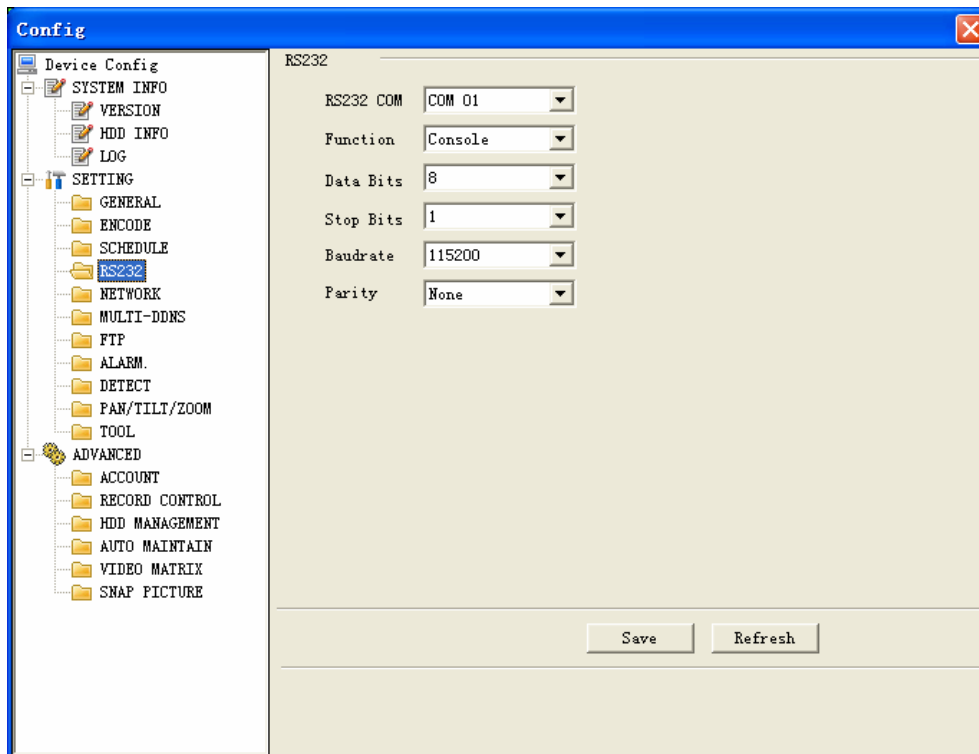 Config
Device Config
SYSTEM INFO
VERSION
HDD INFO
LOG
SETTING
GENERAL
ENCODE
SCHEDULE
RS232
NETWORK
MULTI-DDNS
FTP
ALARM.
DETECT
PAN/TILT/ZOOM
TOOL
ADVANCED
ACCOUNT
RECORD CONTROL
HDD MANAGEMENT
AUTO MAINTAIN
VIDEO MATRIX
SNAP PICTURE
RS232
RS232 COM COM 01
Function Console
Data Bits 8
Stop Bits 1
Baudrate 115200
Parity None
Save Refresh